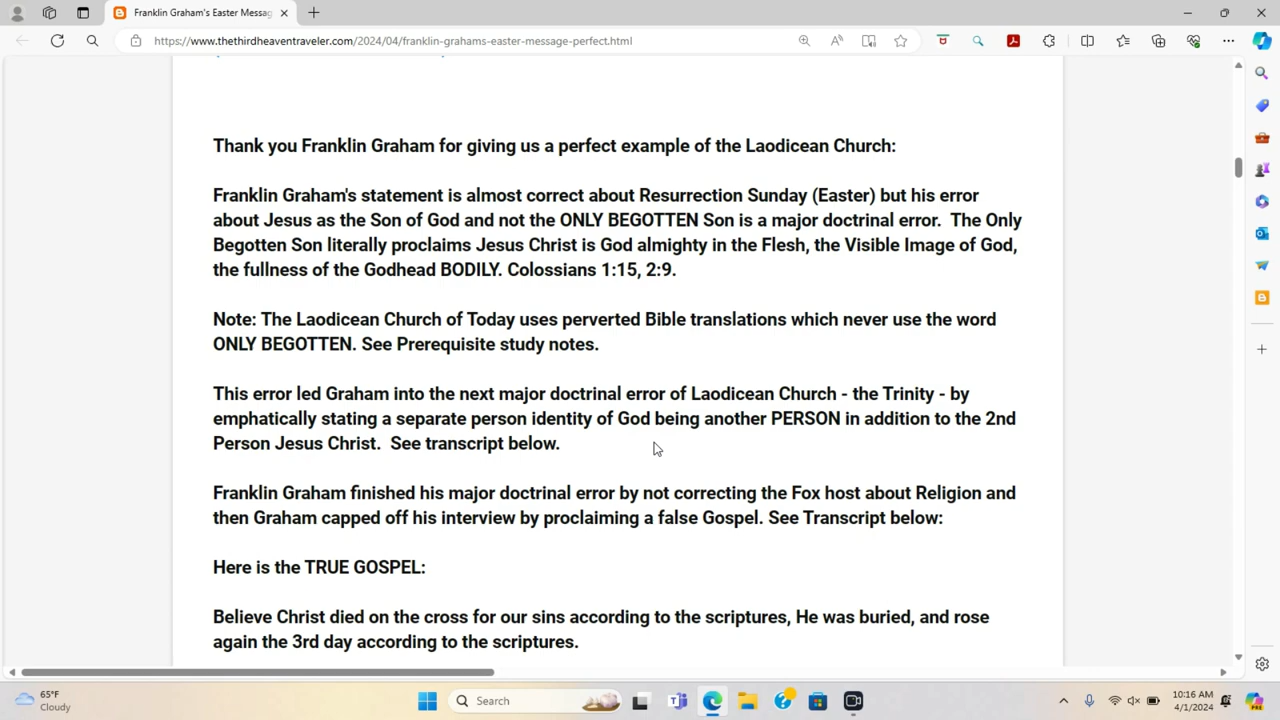 Franklin Graham's Easter Messag
https://www.thethirdheaventraveler.com/2024/04/franklin-grahams-easter-message-perfect.html
Thank you Franklin Graham for giving us a perfect example of the Laodicean Church:
Franklin Graham's statement is almost correct about Resurrection Sunday (Easter) but his error
about Jesus as the Son of God and not the ONLY BEGOTTEN Son is a major doctrinal error.  The Only
Begotten Son literally proclaims Jesus Christ is God almighty in the Flesh, the Visible Image of God,
the fullness of the Godhead BODILY. Colossians 1:15, 2:9.
Note: The Laodicean Church of Today uses perverted Bible translations which never use the word
ONLY BEGOTTEN. See Prerequisite study notes.
This error led Graham into the next major doctrinal error of Laodicean Church - the Trinity - by
emphatically stating a separate person identity of God being another PERSON in addition to the 2nd
Person Jesus Christ.  See transcript below.
Franklin Graham finished his major doctrinal error by not correcting the Fox host about Religion and
then Graham capped off his interview by proclaiming a false Gospel. See Transcript below:
Here is the TRUE GOSPEL:
Believe Christ died on the cross for our sins according to the scriptures, He was buried, and rose
again the 3rd day according to the scriptures.
65°F
Cloudy
Search
10:16 AM
4/1/2024